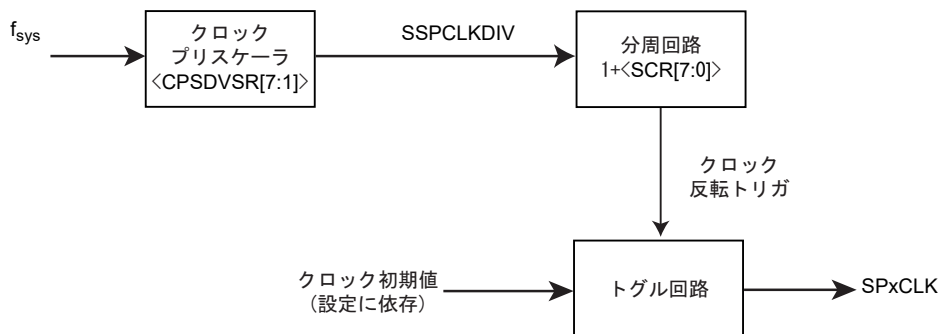 fsys
クロック
プリスケーラ
<CPSDVSR[7:1]>
SSPCLKDIV
分周回路
1+<SCR[7:0]>
クロック
反転トリガ
クロック初期値
(設定に依存)
トグル回路
SPxCLK